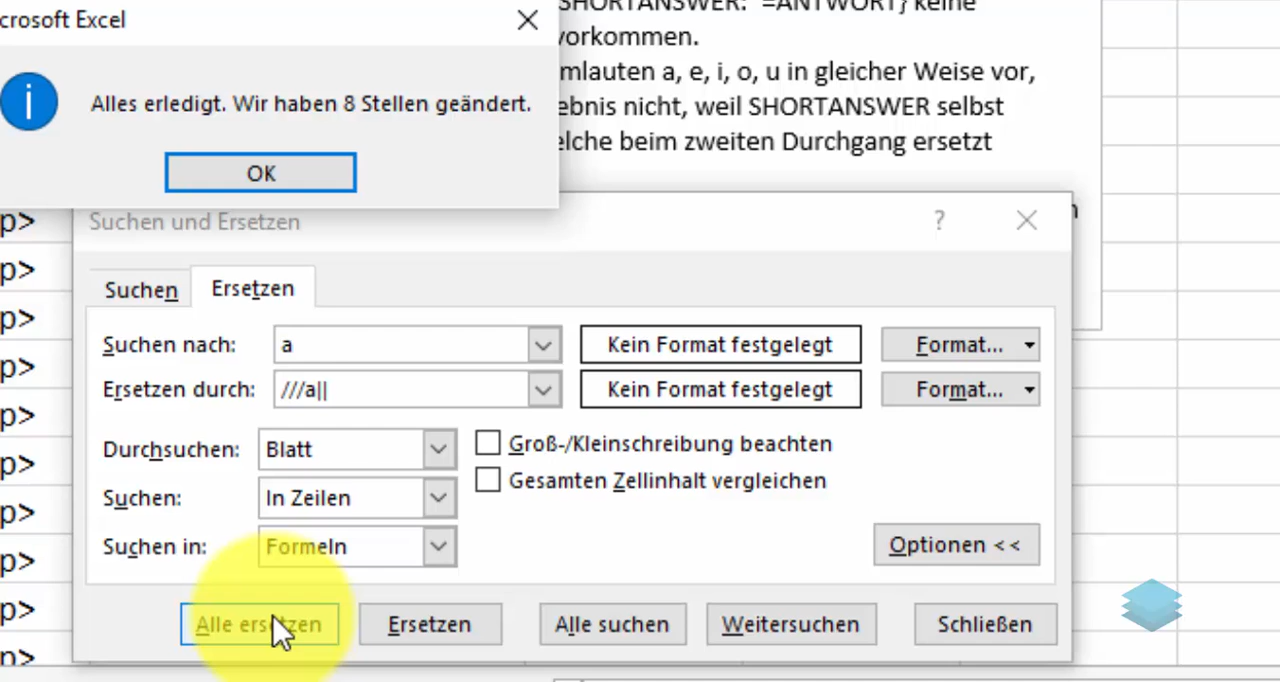 crosoft Excel
Alles erledigt. Wir haben 8 Stellen geändert.
OK
SHORTANSWER: =ANTWORT} keine
vorkommen.
mlauten a, e, i, o, u in gleicher Weise vor,
ebnis nicht, weil SHORTANSWER selbst
elche beim zweiten Durchgang ersetzt
n
p>
p>
p>
p>
p>
p>
p>
p>
p>
p>
Suchen und Ersetzen
?
Suchen
Ersetzen
Suchen nach: a Kein Format festgelegt Format...
Ersetzen durch: ///a|| Kein Format festgelegt Format...
Durchsuchen: Blatt Groß-/Kleinschreibung beachten
Gesamten Zellinhalt vergleichen
Suchen: In Zeilen
Suchen in: Formeln Optionen <<
Alle ersetzen Ersetzen Alle suchen Weitersuchen Schließen